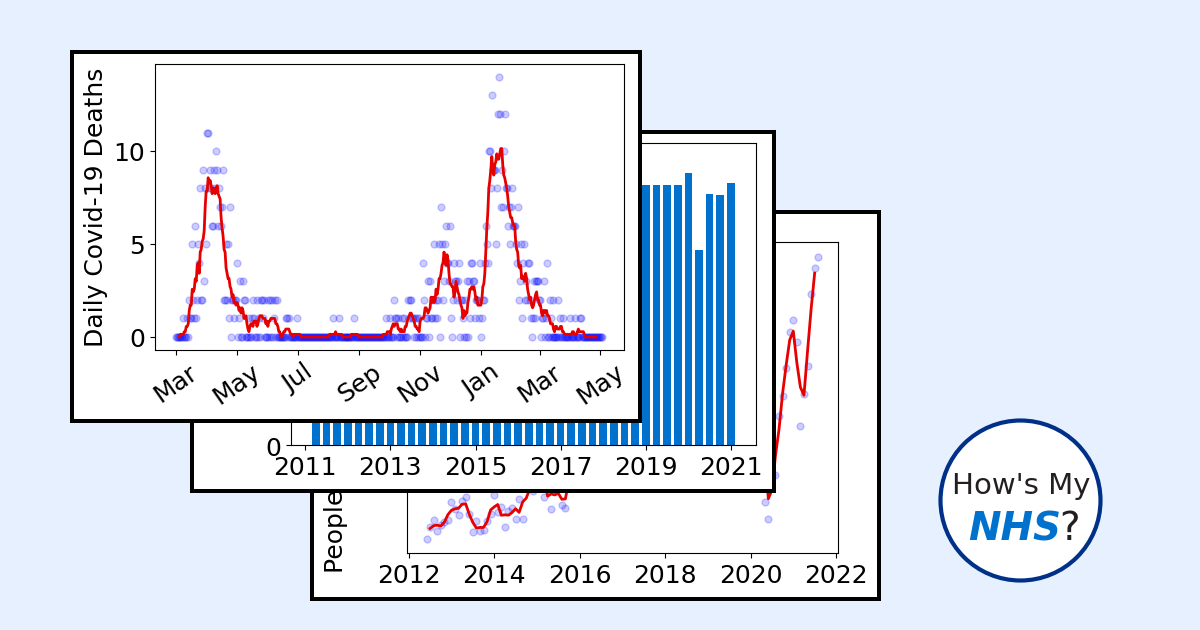 Daily Covid-19 Deaths
10
5
0
Mar May Jul Sep Nov Jan Mar May
0
2011 2013 2015 2017 2019 2021
People
2012 2014 2016 2018 2020 2022
How's My
NHS?